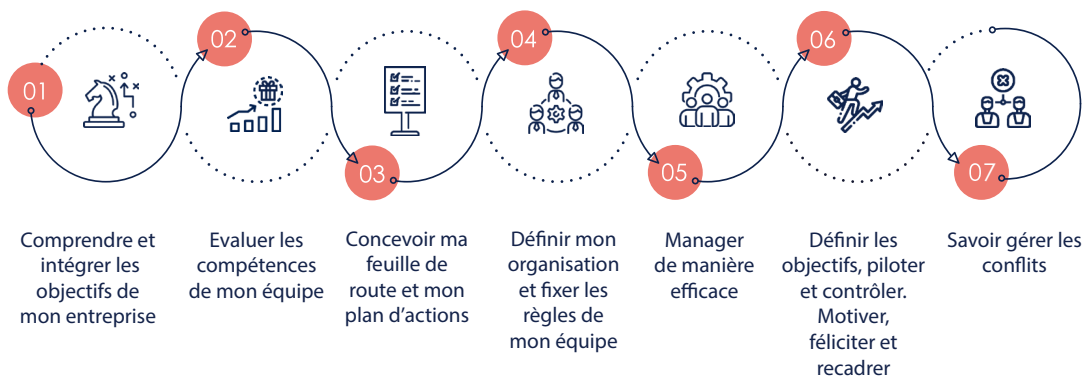 01
Comprendre et
intégrer les
objectifs de
mon entreprise
02
Evaluer les
compétences
de mon équipe
03
Concevoir ma
feuille de
route et mon
plan d’actions
04
Définir mon
organisation
et fixer les
règles de
mon équipe
05
Manager
de manière
efficace
06
Définir les
objectifs, piloter
et contrôler.
Motiver,
féliciter et
recadrer
07
Savoir gérer les
conflits